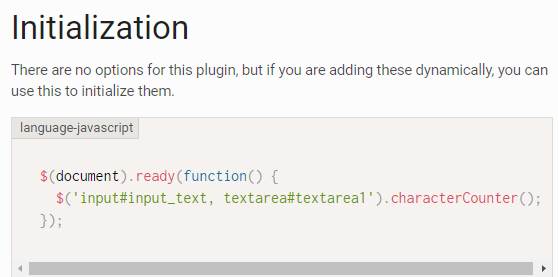 Initialization
There are no options for this plugin, but if you are adding these dynamically, you can
use this to initialize them.
language-javascript
$(document).ready(function() {
  $('input#input_text, textarea#textarea1').characterCounter();
});